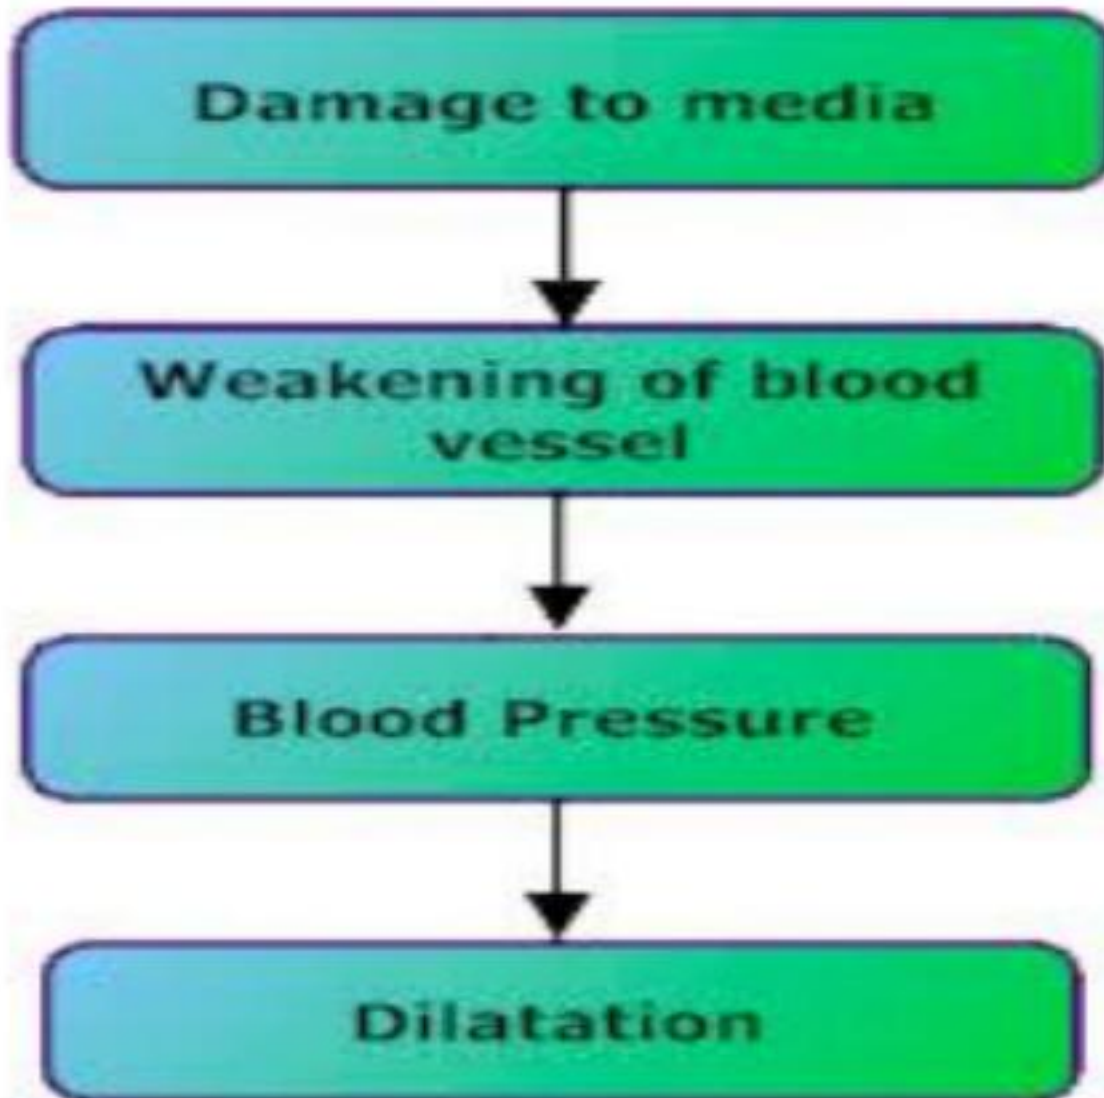 Damage to media
Weakening of blood
vessel
Blood Pressure
Dilatation